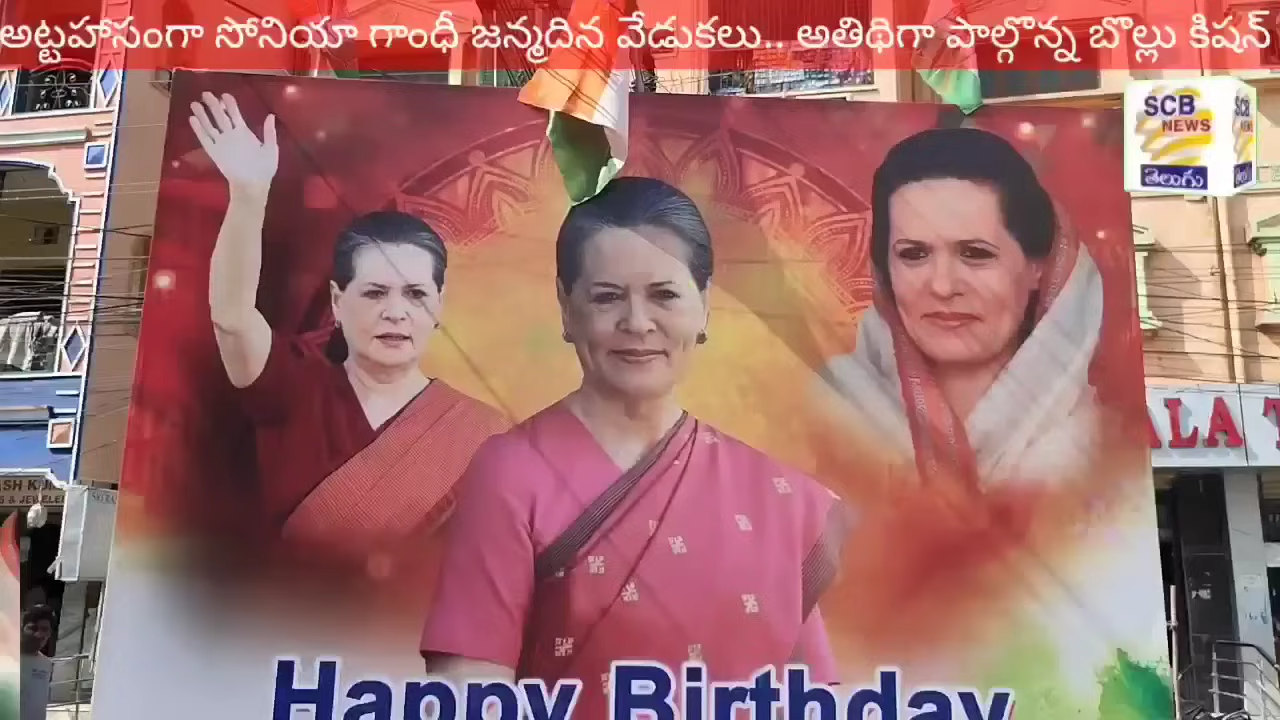 అట్టహాసంగా సోనియా గాంధీ జన్మదిన వేడుకలు.. అతిథిగా పాల్గొన్న బొల్లు కిషన్
SCB
NEWS
తెలుగు
Happy Birthday